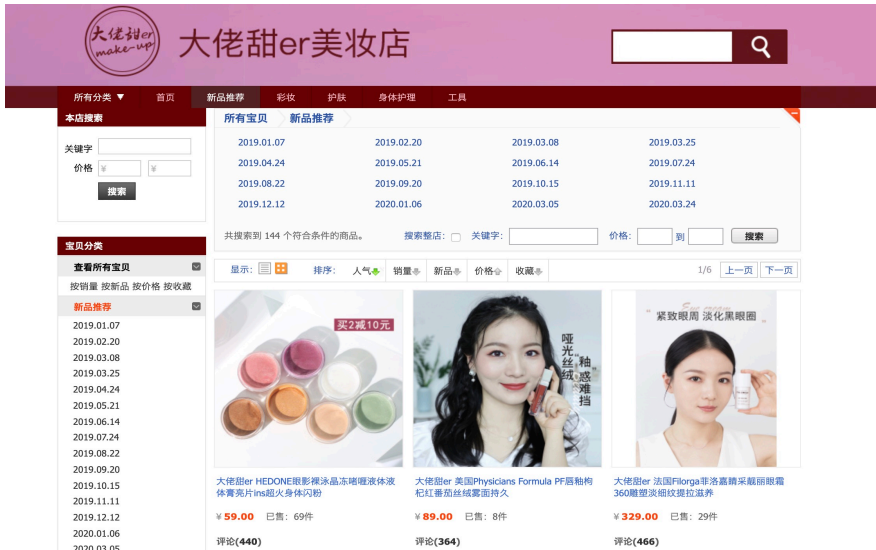 大佬甜er
make-up
大佬甜er美妆店
所有分类 ▼ 首页 新品推荐 彩妆 护肤 身体护理 工具
本店搜索
关键字
价格 ¥ ¥
搜索
宝贝分类
查看所有宝贝
按销量 按新品 按价格 按收藏
新品推荐
2019.01.07
2019.02.20
2019.03.08
2019.03.25
2019.04.24
2019.05.21
2019.06.14
2019.07.24
2019.08.22
2019.09.20
2019.10.15
2019.11.11
2019.12.12
2020.01.06
2020.03.05
所有宝贝 新品推荐
2019.01.07 2019.02.20 2019.03.08 2019.03.25
2019.04.24 2019.05.21 2019.06.14 2019.07.24
2019.08.22 2019.09.20 2019.10.15 2019.11.11
2019.12.12 2020.01.06 2020.03.05 2020.03.24
共搜索到 144 个符合条件的商品。 搜索整店: 关键字: 价格: 到 搜索
显示: 排序: 人气 销量 新品 价格 收藏 1/6 上一页 下一页
买2减10元
哑光丝绒
釉惑难挡
Eye cream
紧致眼周 淡化黑眼圈
大佬甜er HEDONE眼影裸泳晶冻啫喱液体液
体膏亮片ins超火身体闪粉
¥59.00 已售: 69件
评论(440)
大佬甜er 美国Physicians Formula PF唇釉枸
杞红番茄丝绒雾面持久
¥89.00 已售: 8件
评论(364)
大佬甜er 法国Filorga菲洛嘉睛采靓丽眼霜
360雕塑淡细纹提拉滋养
¥329.00 已售: 29件
评论(466)